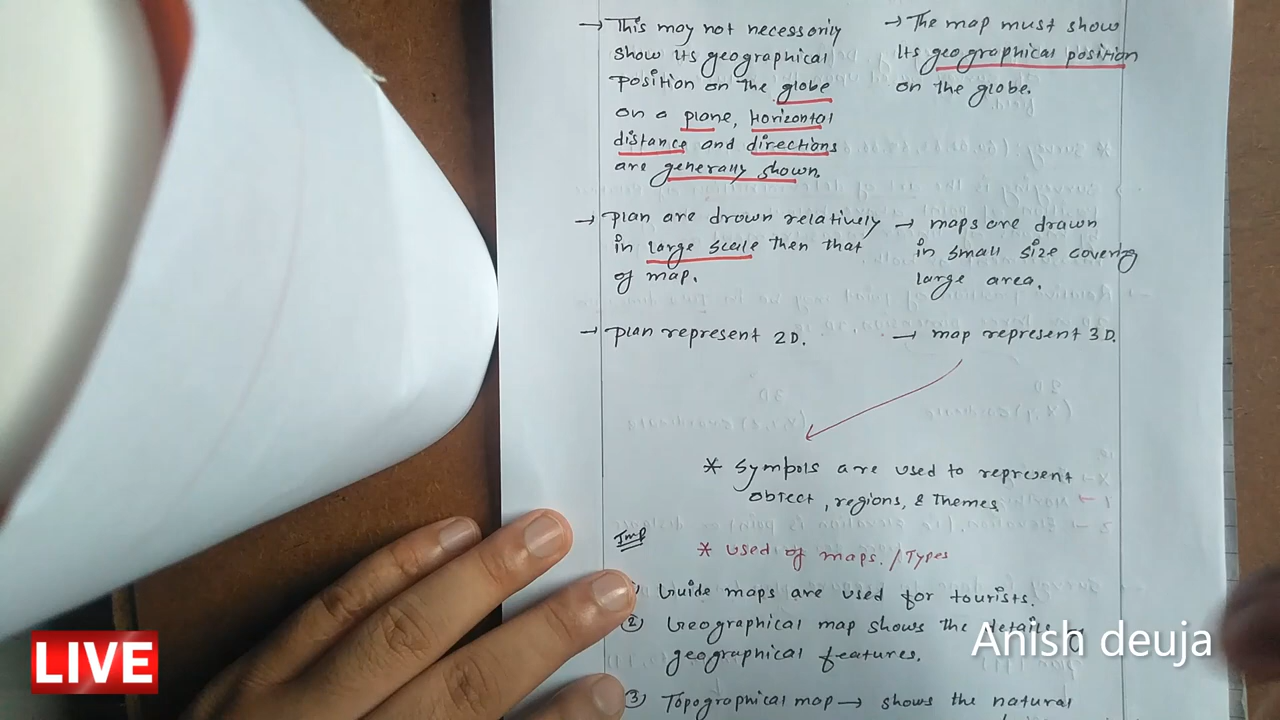 → This may not necessorily
show its geographical
position on the globe
on a plane, Horizontal
distance and directions
are generally shown.
→ The map must show
its geographical position
on the globe.
→ plan are drown relatively
in large scale then that
of map.
→ maps are drawn
in small size covering
large area.
→ plan represent 2D.
→ map represent 3D.
* symbols are used to represent
object, regions, & Themes
Imp
* used of maps. / Types
Guide maps are used for tourists.
② Geographical map shows the details of
geographical features.
③ Topographical map → shows the natural
Anish deuja
LIVE